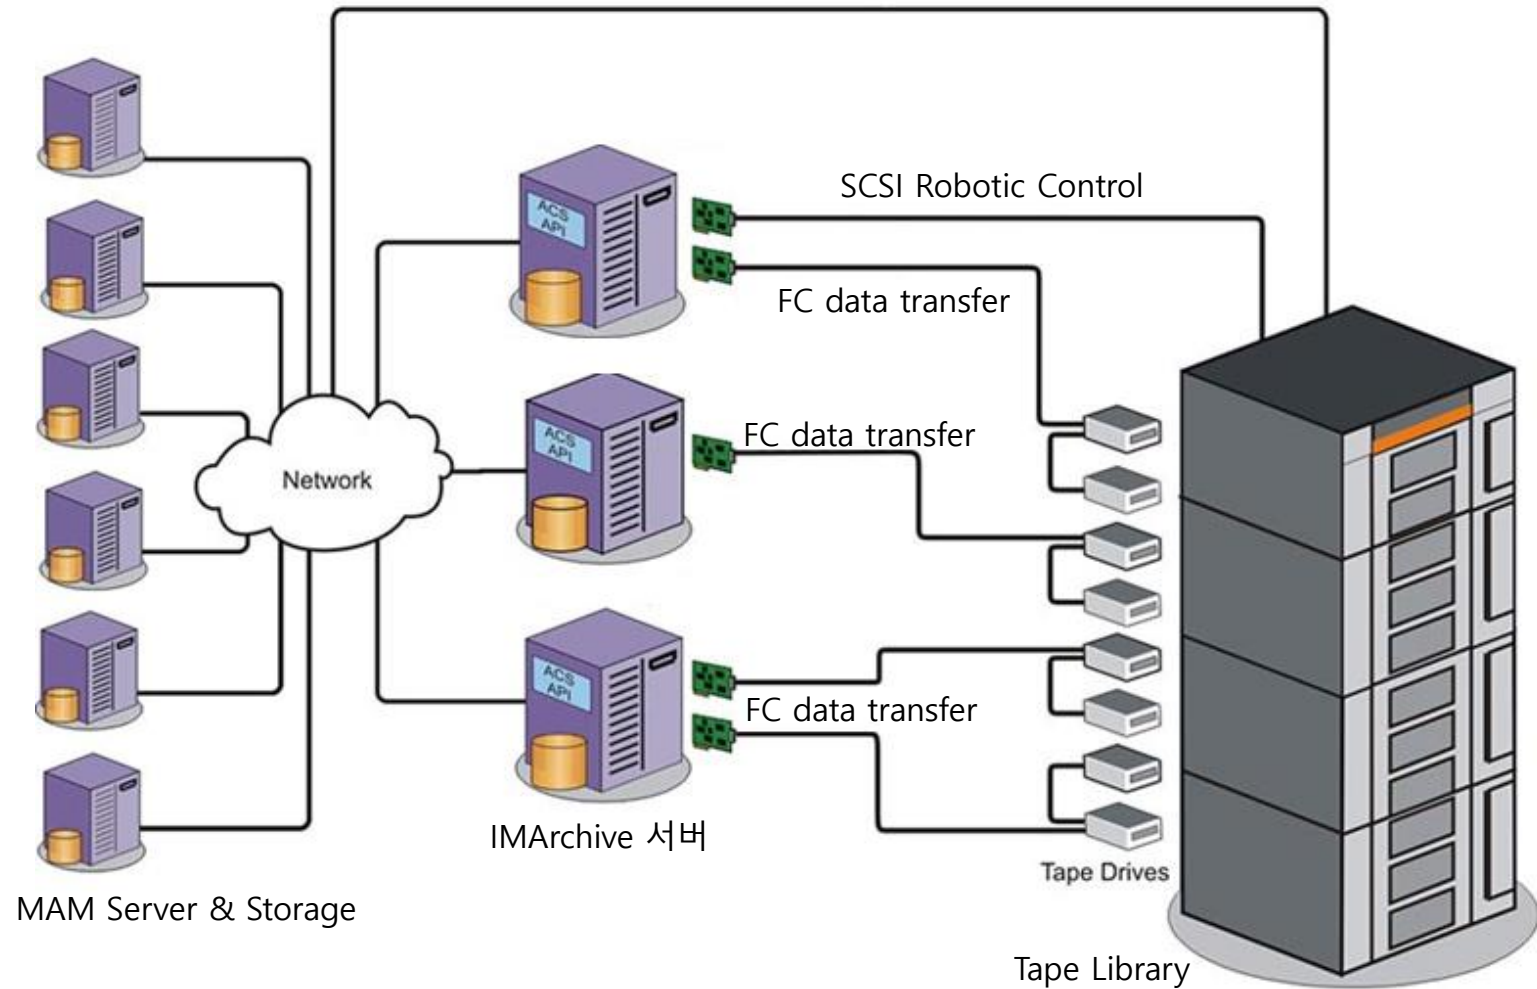 SCSI Robotic Control
ACS
API
FC data transfer
ACS
API
FC data transfer
Network
ACS
API
FC data transfer
IMArchive 서버
Tape Drives
MAM Server & Storage
Tape Library